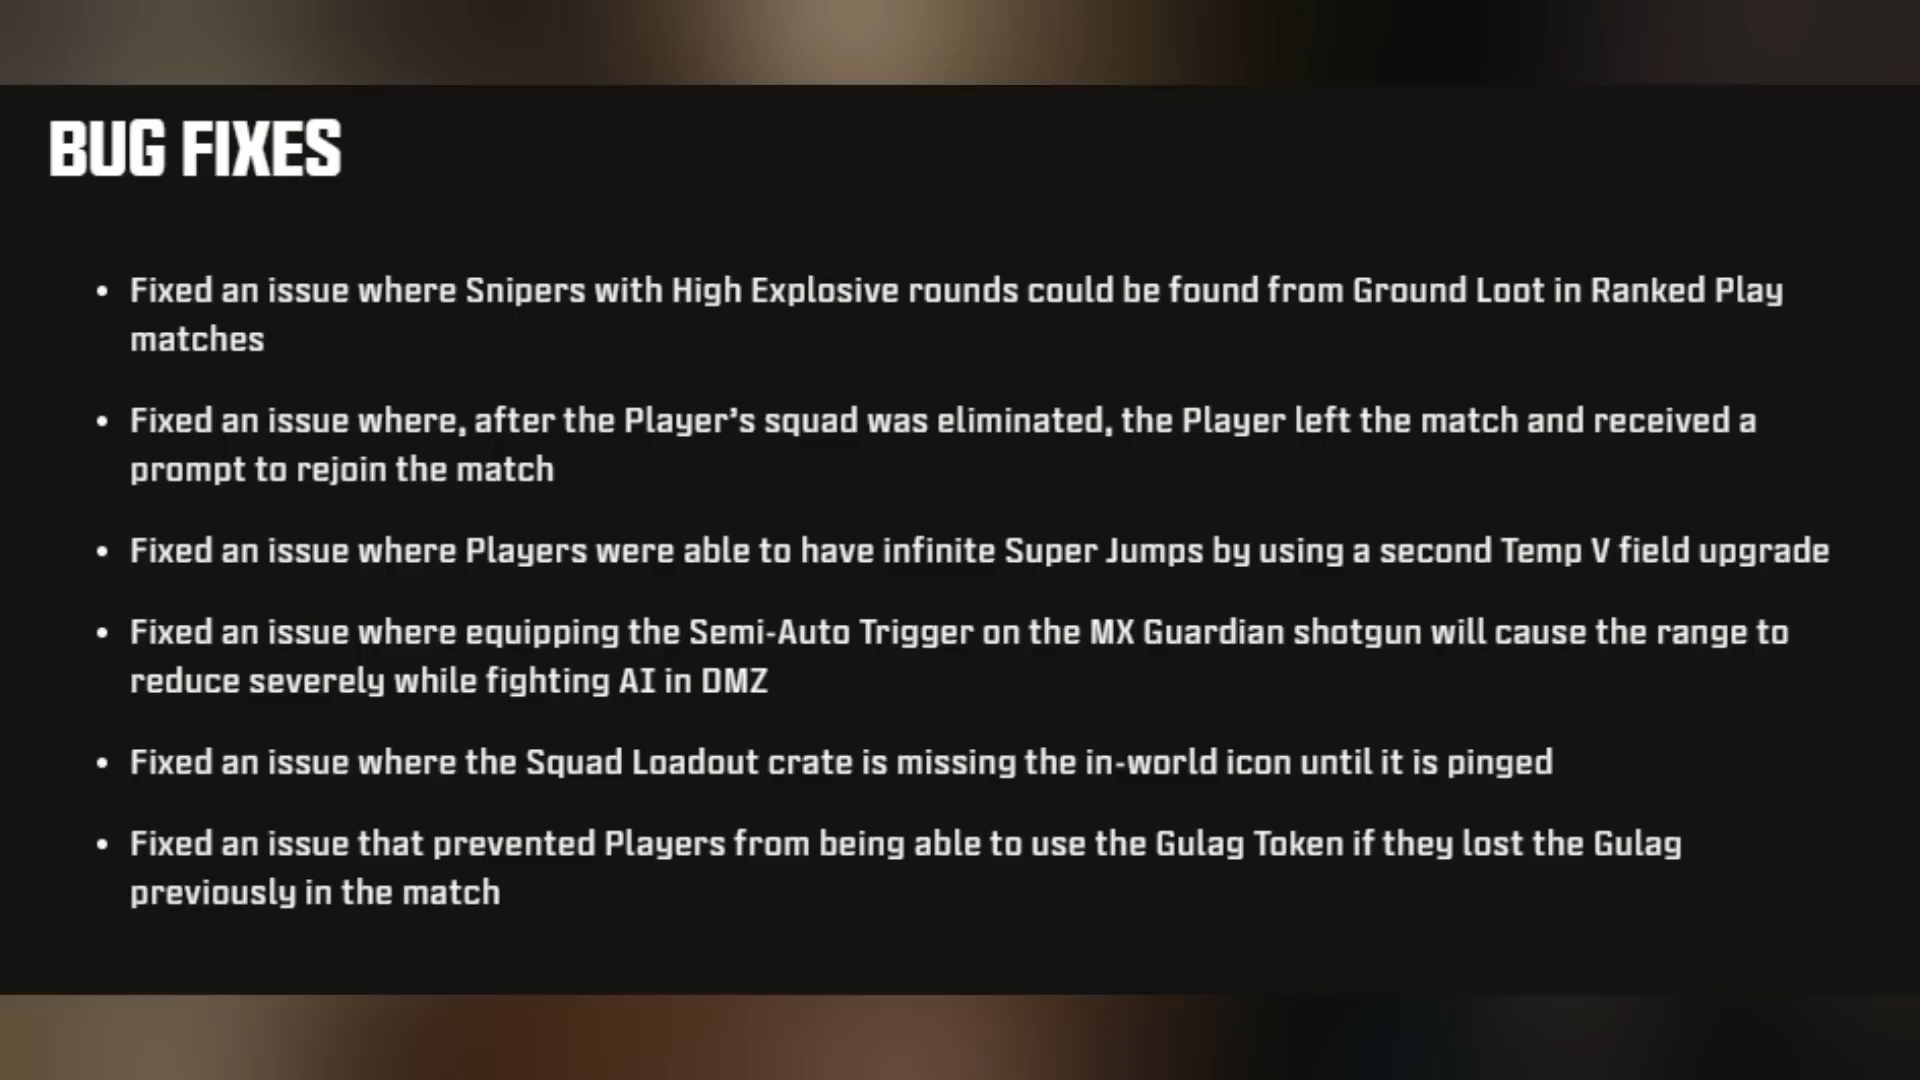 BUG FIXES
• Fixed an issue where Snipers with High Explosive rounds could be found from Ground Loot in Ranked Play
matches
• Fixed an issue where, after the Player’s squad was eliminated, the Player left the match and received a
prompt to rejoin the match
• Fixed an issue where Players were able to have infinite Super Jumps by using a second Temp V field upgrade
• Fixed an issue where equipping the Semi-Auto Trigger on the MX Guardian shotgun will cause the range to
reduce severely while fighting AI in DMZ
• Fixed an issue where the Squad Loadout crate is missing the in-world icon until it is pinged
• Fixed an issue that prevented Players from being able to use the Gulag Token if they lost the Gulag
previously in the match